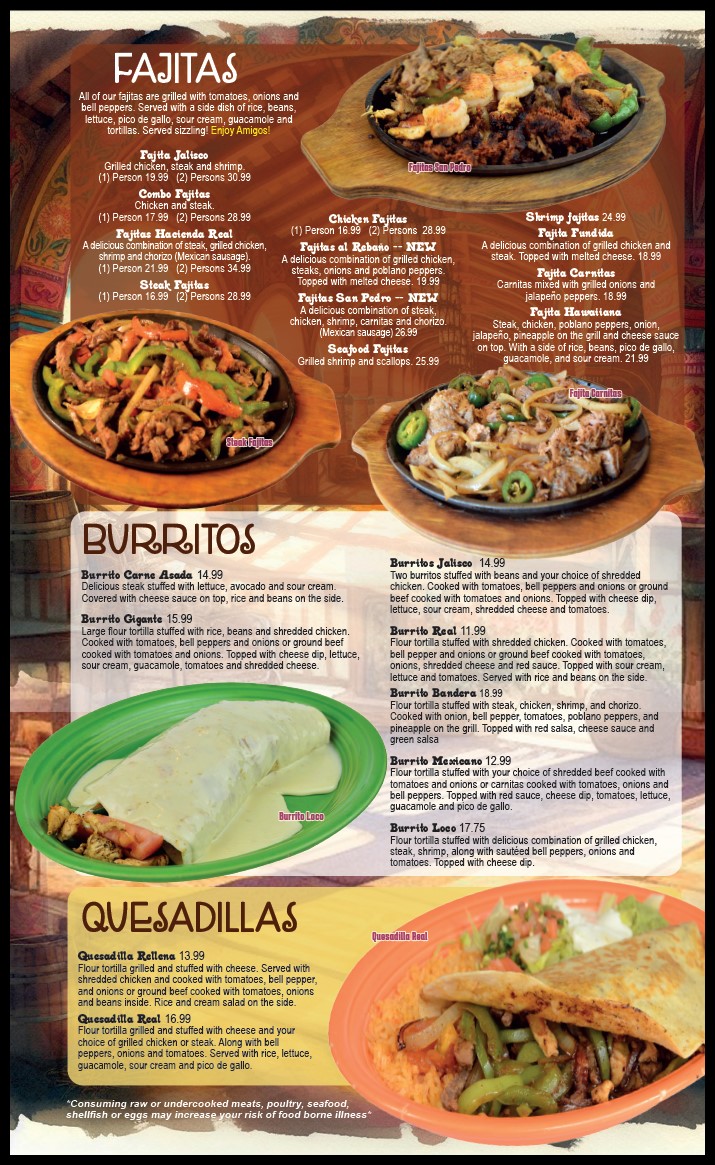 FAJITAS
All of our fajitas are grilled with tomatoes, onions and
bell peppers. Served with a side dish of rice, beans,
lettuce, pico de gallo, sour cream, guacamole and
tortillas. Served sizzling! Enjoy Amigos!
Fajita Jalisco
Grilled chicken, steak and shrimp.
(1) Person 19.99 (2) Persons 30.99
Combo Fajitas
Chicken and steak.
(1) Person 17.99 (2) Persons 28.99
Fajitas Hacienda Real
A delicious combination of steak, grilled chicken,
shrimp and chorizo (Mexican sausage).
(1) Person 21.99 (2) Persons 34.99
Steak Fajitas
(1) Person 16.99 (2) Persons 28.99
Fajitas San Pedro
Chicken Fajitas
(1) Person 16.99 (2) Persons 28.99
Fajitas al Rebaño -- NEW
A delicious combination of grilled chicken,
steaks, onions and poblano peppers.
Topped with melted cheese. 19.99
Fajitas San Pedro -- NEW
A delicious combination of steak,
chicken, shrimp, carnitas and chorizo.
(Mexican sausage) 26.99
Seafood Fajitas
Grilled shrimp and scallops. 25.99
Shrimp fajitas 24.99
Fajita Fundida
A delicious combination of grilled chicken and
steak. Topped with melted cheese. 18.99
Fajita Carnitas
Carnitas mixed with grilled onions and
jalapeño peppers. 18.99
Fajita Hawaiiana
Steak, chicken, poblano peppers, onion,
jalapeño, pineapple on the grill and cheese sauce
on top. With a side of rice, beans, pico de gallo,
guacamole, and sour cream. 21.99
Steak Fajitas
Fajita Carnitas
BURRITOS
Burrito Carne Asada 14.99
Delicious steak stuffed with lettuce, avocado and sour cream.
Covered with cheese sauce on top, rice and beans on the side.
Burrito Gigante 15.99
Large flour tortilla stuffed with rice, beans and shredded chicken.
Cooked with tomatoes, bell peppers and onions or ground beef
cooked with tomatoes and onions. Topped with cheese dip, lettuce,
sour cream, guacamole, tomatoes and shredded cheese.
Burrito Loco
Burritos Jalisco 14.99
Two burritos stuffed with beans and your choice of shredded
chicken. Cooked with tomatoes, bell peppers and onions or ground
beef cooked with tomatoes and onions. Topped with cheese dip,
lettuce, sour cream, shredded cheese and tomatoes.
Burrito Real 11.99
Flour tortilla stuffed with shredded chicken. Cooked with tomatoes,
bell pepper and onions or ground beef cooked with tomatoes,
onions, shredded cheese and red sauce. Topped with sour cream,
lettuce and tomatoes. Served with rice and beans on the side.
Burrito Bandera 18.99
Flour tortilla stuffed with steak, chicken, shrimp, and chorizo.
Cooked with onion, bell pepper, tomatoes, poblano peppers, and
pineapple on the grill. Topped with red salsa, cheese sauce and
green salsa
Burrito Mexicano 12.99
Flour tortilla stuffed with your choice of shredded beef cooked with
tomatoes and onions or carnitas cooked with tomatoes, onions and
bell peppers. Topped with red sauce, cheese dip, tomatoes, lettuce,
guacamole and pico de gallo.
Burrito Loco 17.75
Flour tortilla stuffed with delicious combination of grilled chicken,
steak, shrimp, along with sautéed bell peppers, onions and
tomatoes. Topped with cheese dip.
QUESADILLAS
Quesadilla Rellena 13.99
Flour tortilla grilled and stuffed with cheese. Served with
shredded chicken and cooked with tomatoes, bell pepper,
and onions or ground beef cooked with tomatoes, onions
and beans inside. Rice and cream salad on the side.
Quesadilla Real 16.99
Flour tortilla grilled and stuffed with cheese and your
choice of grilled chicken or steak. Along with bell
peppers, onions and tomatoes. Served with rice, lettuce,
guacamole, sour cream and pico de gallo.
Quesadilla Real
*Consuming raw or undercooked meats, poultry, seafood,
shellfish or eggs may increase your risk of food borne illness*